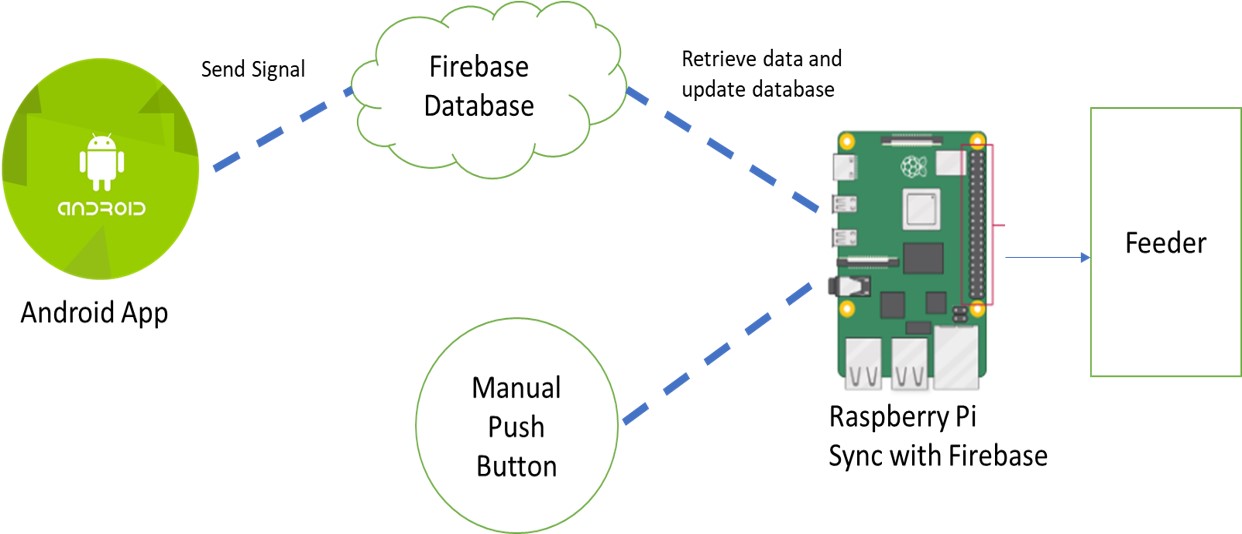 Send Signal
Firebase
Database
Retrieve data and
update database
ANDROID
Android App
Feeder
Manual
Push
Button
Raspberry Pi
Sync with Firebase